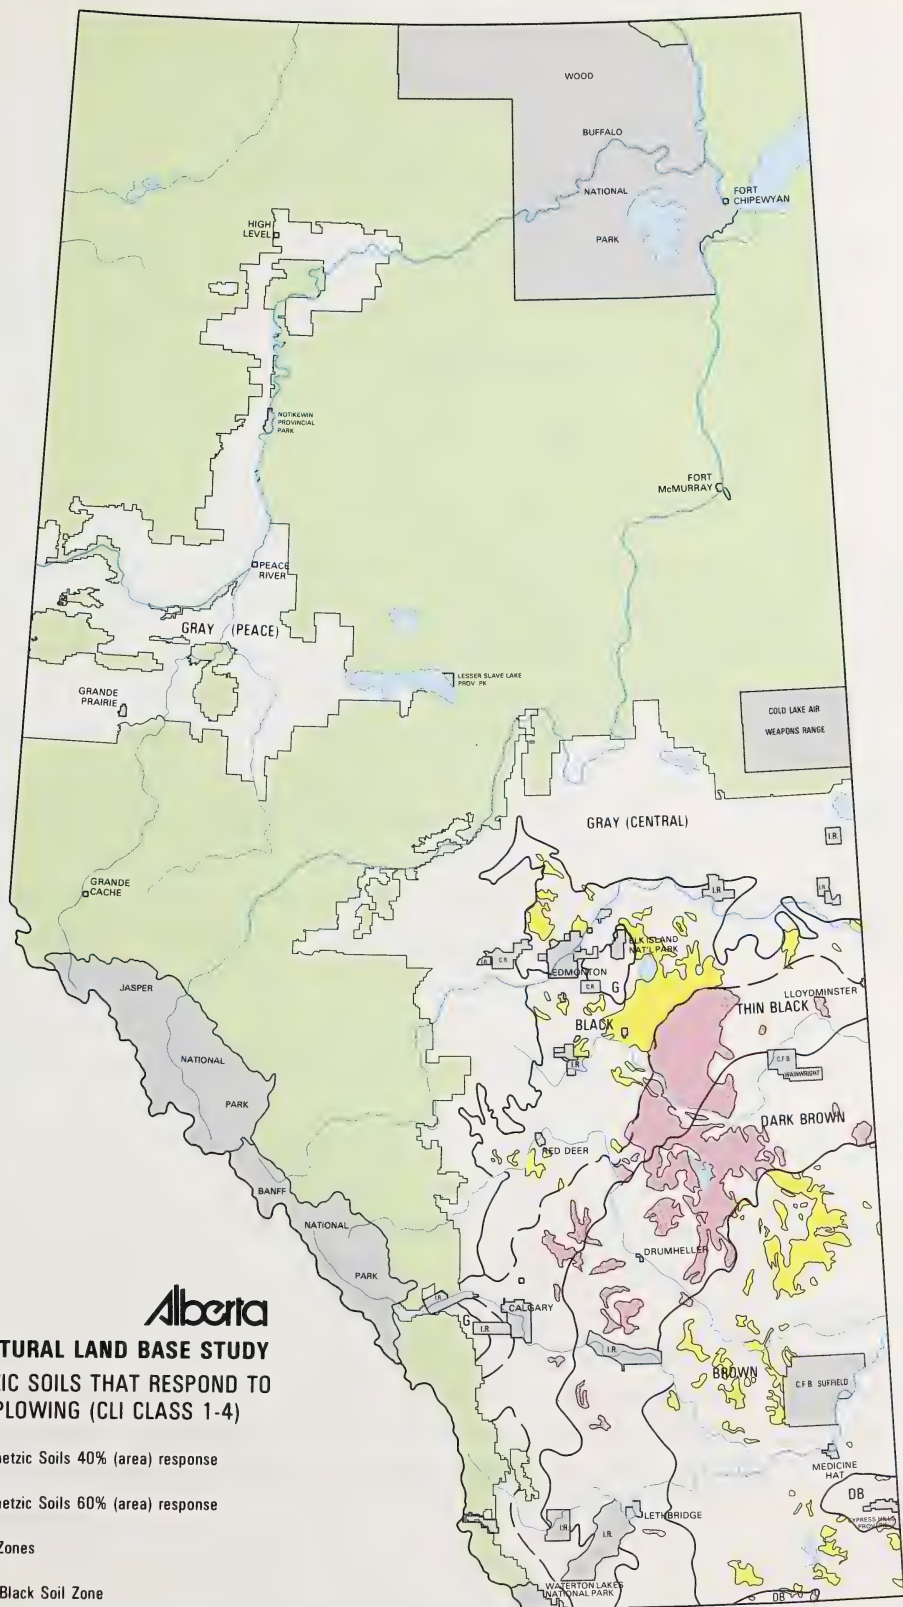 WOOD
BUFFALO
NATIONAL
PARK
FORT
CHIPEWYAN
HIGH
LEVEL
NOTIKEWIN
PROVINCIAL
PARK
FORT
McMURRAY
PEACE
RIVER
GRAY (PEACE)
LESSER SLAVE LAKE
PROV PK
GRANDE
PRAIRIE
COLD LAKE AIR
WEAPONS RANGE
GRAY (CENTRAL)
I.R.
GRANDE
CACHE
I.R.
I.R.
ELK ISLAND
NAT'L PARK
I.R.
C.R.
EDMONTON
C.R.
G
JASPER
LLOYDMINSTER
THIN BLACK
BLACK
NATIONAL
C.F.B
WAINWRIGHT
I.R.
PARK
DARK BROWN
RED DEER
BANFF
NATIONAL
DRUMHELLER
PARK
I.R.
CALGARY
G
I.R.
I.R.
BROWN
C.F.B SUFFIELD
Alberta
TURAL LAND BASE STUDY
IC SOILS THAT RESPOND TO
PLOWING (CLI CLASS 1-4)
etzic Soils 40% (area) response
etzic Soils 60% (area) response
Zones
Black Soil Zone
MEDICINE
HAT
DB
CYPRESS HILLS
LETHBRIDGE
I.R.
I.R.
WATERTON LAKES
NATIONAL PARK
DB